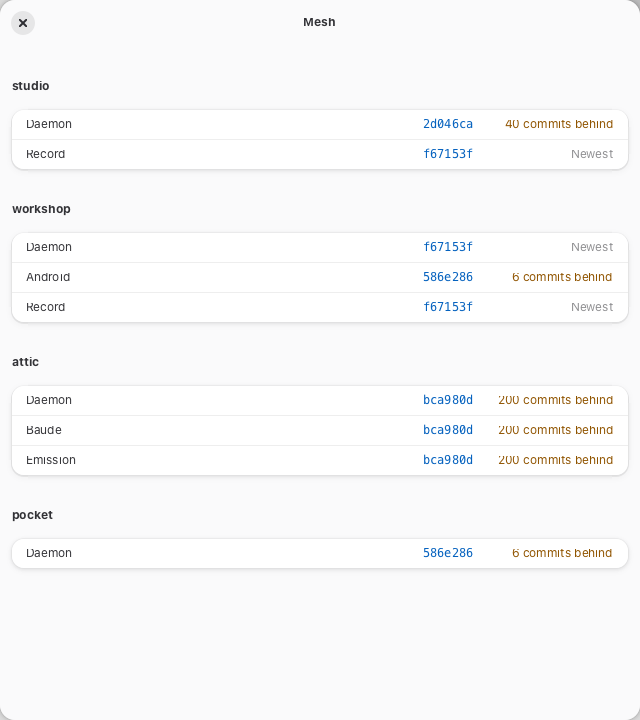 Mesh
studio
Daemon 2d046ca 40 commits behind
Record f67153f Newest
workshop
Daemon f67153f Newest
Android 586e286 6 commits behind
Record f67153f Newest
attic
Daemon bca980d 200 commits behind
Baude bca980d 200 commits behind
Emission bca980d 200 commits behind
pocket
Daemon 586e286 6 commits behind